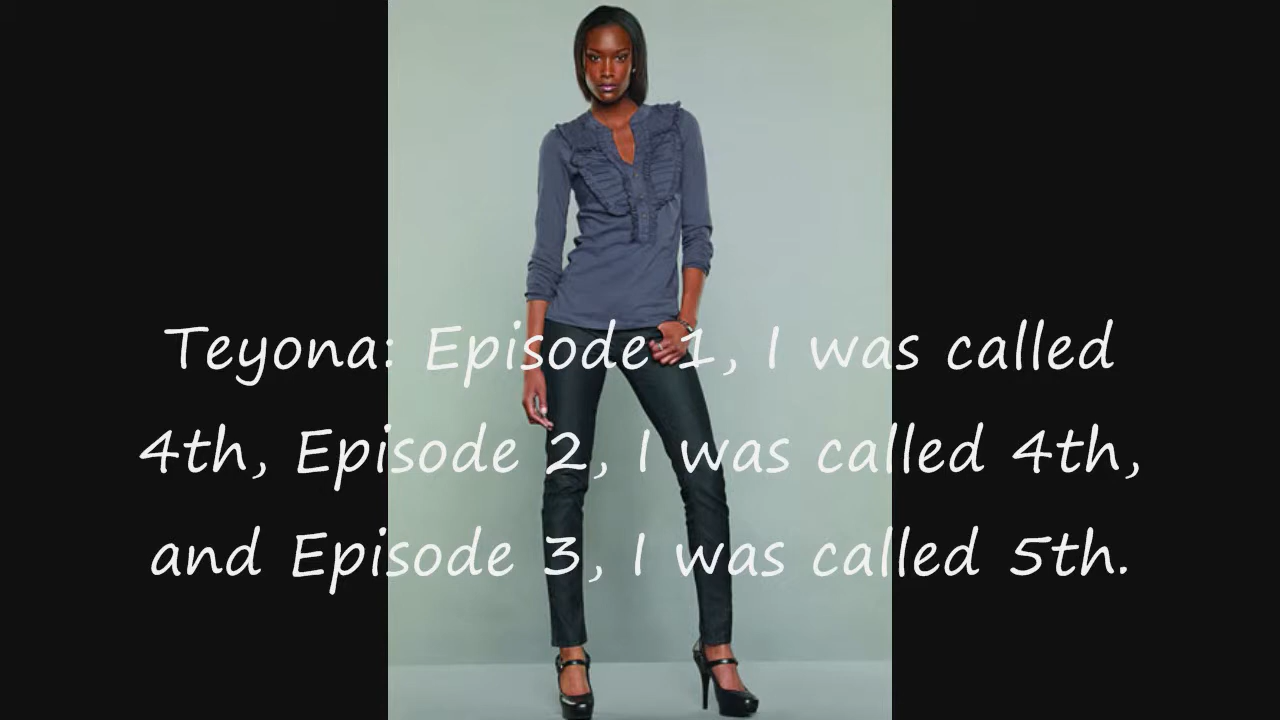 Teyona: Episode 1, I was called
4th, Episode 2, I was called 4th,
and Episode 3, I was called 5th.